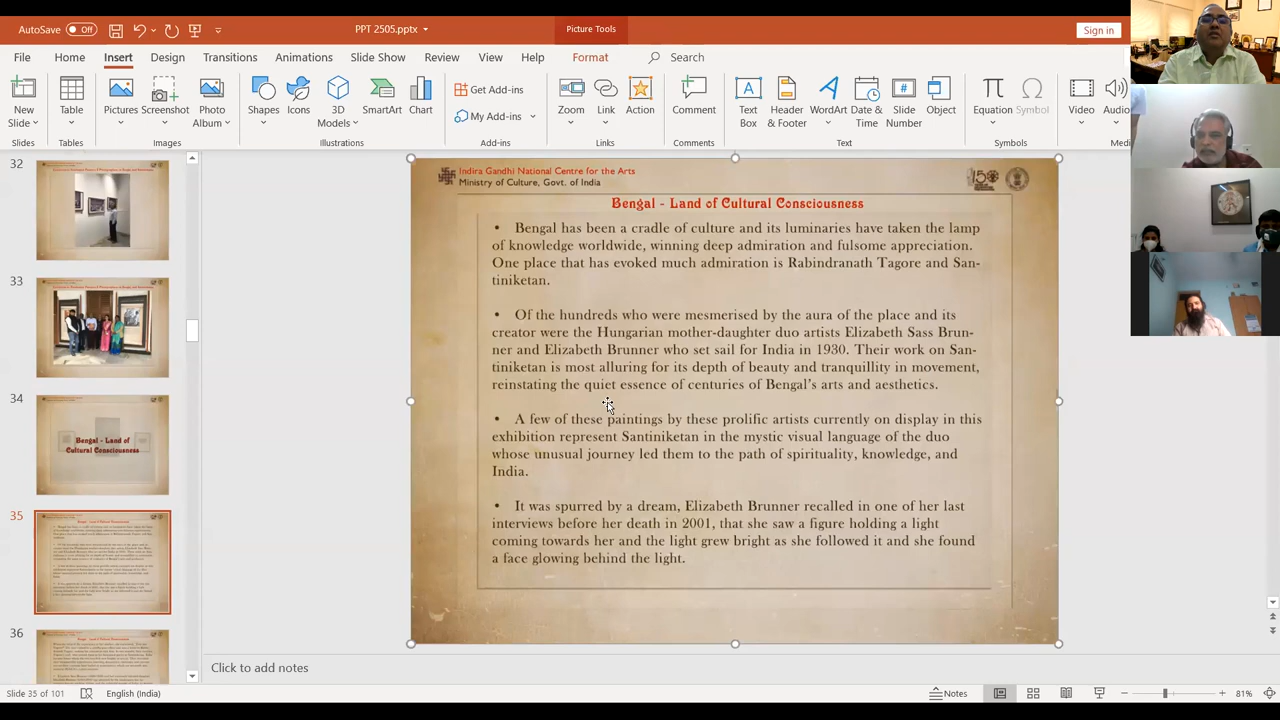 AutoSave
Off
PPT 2505.pptx
Picture Tools
Sign in
File
Home
Insert
Design
Transitions
Animations
Slide Show
Review
View
Help
Format
Search
New
Slide
Table
Pictures
Screenshot
Photo
Album
Shapes
Icons
3D
Models
SmartArt
Chart
Get Add-ins
My Add-ins
Zoom
Link
Action
Comment
Text
Box
Header
& Footer
WordArt
Date &
Time
Slide
Number
Object
Equation
Symbol
Video
Audio
Slides
Tables
Images
Illustrations
Add-ins
Links
Comments
Text
Symbols
Medi
32
33
34
Bengal - Land of
Cultural Consciousness
35
36
Indira Gandhi National Centre for the Arts
Ministry of Culture, Govt. of India
Bengal - Land of Cultural Consciousness
• Bengal has been a cradle of culture and its luminaries have taken the lamp
of knowledge worldwide, winning deep admiration and fulsome appreciation.
One place that has evoked much admiration is Rabindranath Tagore and San-
tiniketan.
• Of the hundreds who were mesmerised by the aura of the place and its
creator were the Hungarian mother-daughter duo artists Elizabeth Sass Brun-
ner and Elizabeth Brunner who set sail for India in 1930. Their work on San-
tiniketan is most alluring for its depth of beauty and tranquillity in movement,
reinstating the quiet essence of centuries of Bengal's arts and aesthetics.
• A few of these paintings by these prolific artists currently on display in this
exhibition represent Santiniketan in the mystic visual language of the duo
whose unusual journey led them to the path of spirituality, knowledge, and
India.
• It was spurred by a dream, Elizabeth Brunner recalled in one of her last
interviews before her death in 2001, that she saw a figure holding a light
coming towards her and the light grew bright as she followed it and she found
a face glowing behind the light.
Click to add notes
Slide 35 of 101
English (India)
Notes
81%